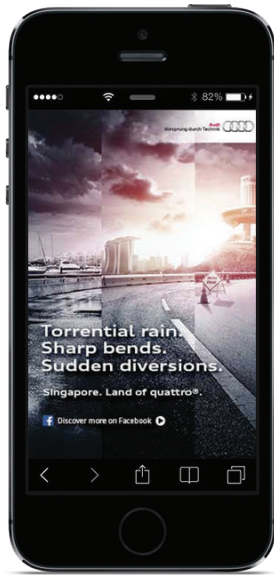 82%
Audi
Vorsprung durch Technik
Torrential rain.
Sharp bends.
Sudden diversions.
Singapore. Land of quattro®.
f Discover more on Facebook